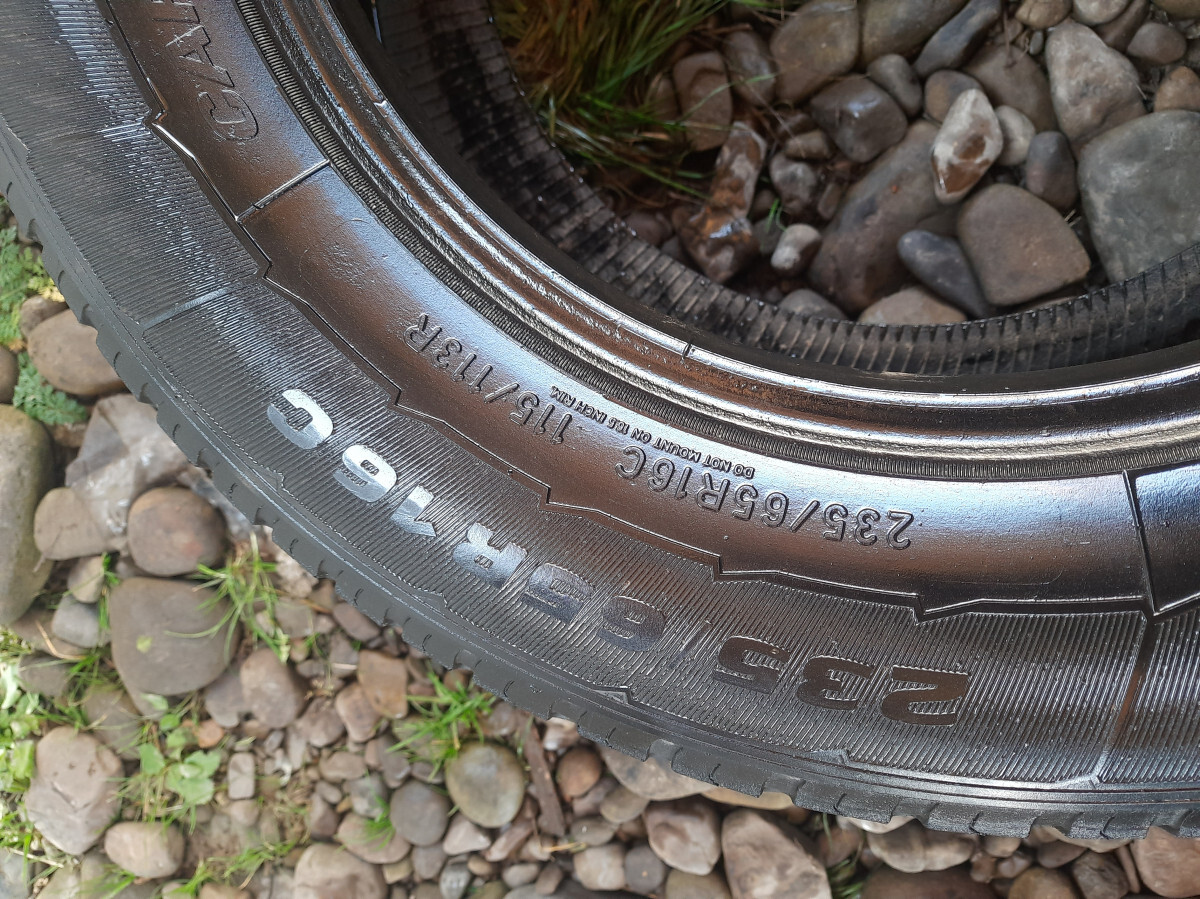 235/65R16C 115/113R
DO NOT MOUNT ON 16.5 INCH RIM.
235/65R16C